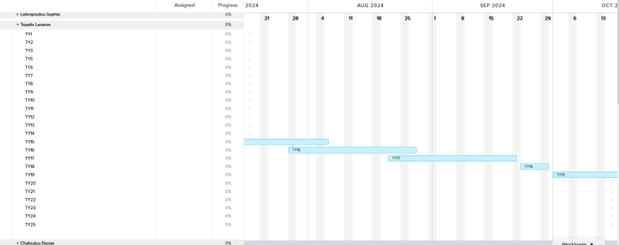 Assigned Progress 2024 AUG 2024 SEP 2024 OCT 2
21 28 4 11 18 25 1 8 15 22 29 6 13
Labropoulou Sophia 0%
Topalis Lazaros 0%
TY1 0%
TY2 0%
TY3 0%
TY5 0%
TY6 0%
TY7 0%
TY8 0%
TY9 0%
TY10 0%
TY11 0%
TY12 0%
TY13 0%
TY14 0%
TY15 0%
TY16 0% TY16
TY17 0% TY17
TY18 0% TY18
TY19 0% TY19
TY20 0%
TY21 0%
TY22 0%
TY23 0%
TY24 0%
TY25 0%
0% Workloads